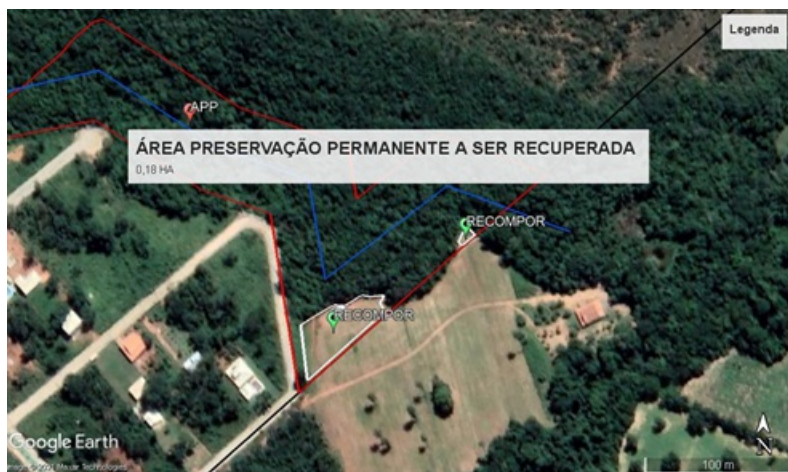 Legenda
APP
ÁREA PRESERVAÇÃO PERMANENTE A SER RECUPERADA
0,18 HA
RECOMPOR
RECOMPOR
Google Earth
N
100 m